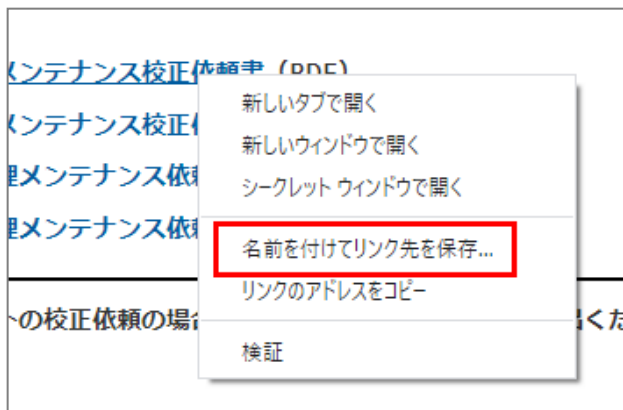 メンテナンス校正依頼書（PDF）
新しいタブで開く
メンテナンス校正
新しいウィンドウで開く
理メンテナンス依
シークレット ウィンドウで開く
理メンテナンス依
名前を付けてリンク先を保存...
リンクのアドレスをコピー
の校正依頼の場
くだ
検証